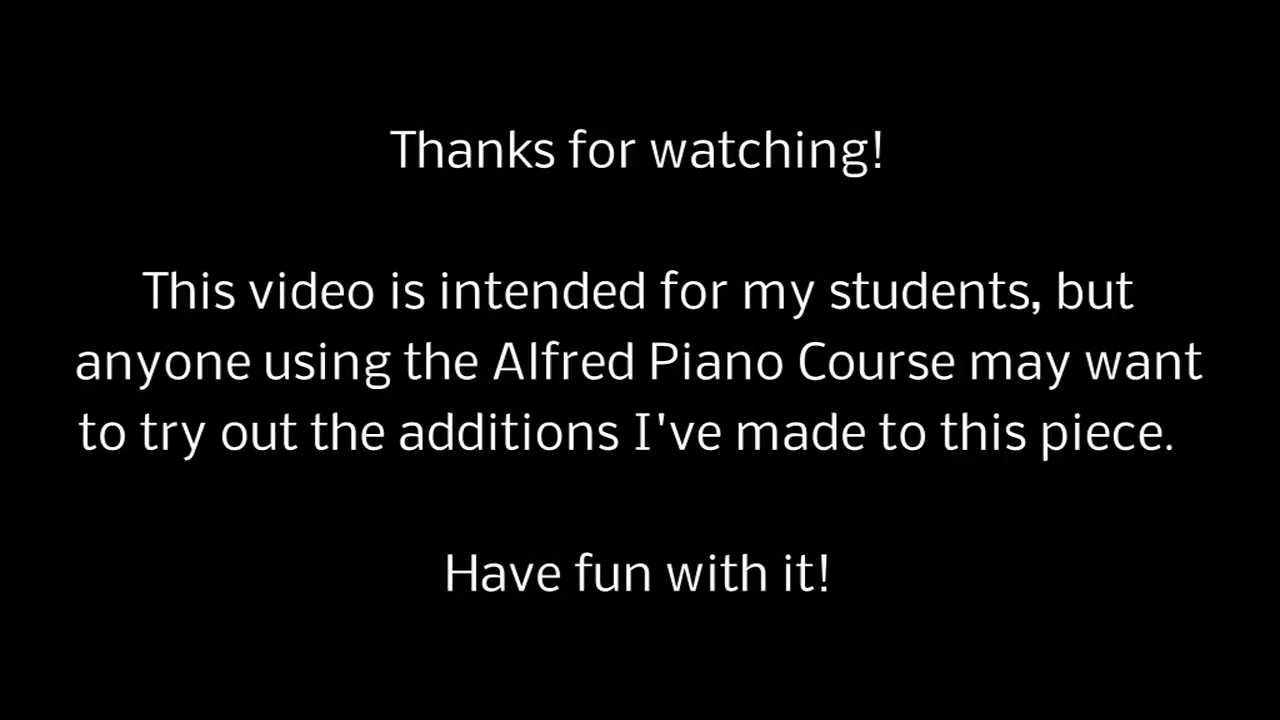 Thanks for watching!
This video is intended for my students, but
anyone using the Alfred Piano Course may want
to try out the additions I've made to this piece.
Have fun with it!